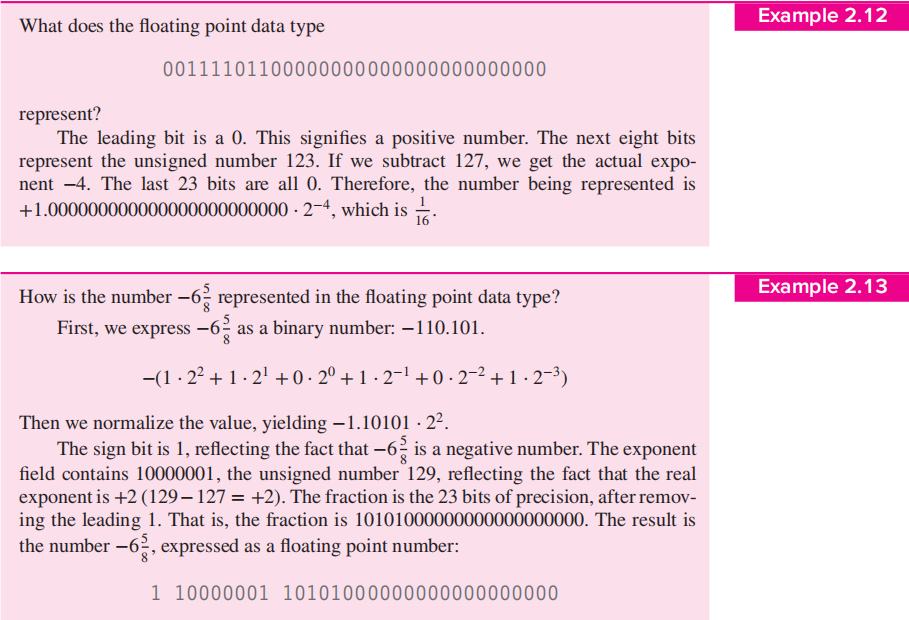 Example 2.12
What does the floating point data type
00111101100000000000000000000000
represent?
The leading bit is a 0. This signifies a positive number. The next eight bits
represent the unsigned number 123. If we subtract 127, we get the actual expo-
nent −4. The last 23 bits are all 0. Therefore, the number being represented is
+1.00000000000000000000000 · 2⁻⁴, which is 1/16.
Example 2.13
How is the number −6 5/8 represented in the floating point data type?
First, we express −6 5/8 as a binary number: −110.101.
−(1 · 2² + 1 · 2¹ + 0 · 2⁰ + 1 · 2⁻¹ + 0 · 2⁻² + 1 · 2⁻³)
Then we normalize the value, yielding −1.10101 · 2².
The sign bit is 1, reflecting the fact that −6 5/8 is a negative number. The exponent
field contains 10000001, the unsigned number 129, reflecting the fact that the real
exponent is +2 (129 − 127 = +2). The fraction is the 23 bits of precision, after remov-
ing the leading 1. That is, the fraction is 10101000000000000000000. The result is
the number −6 5/8, expressed as a floating point number:
1 10000001 10101000000000000000000